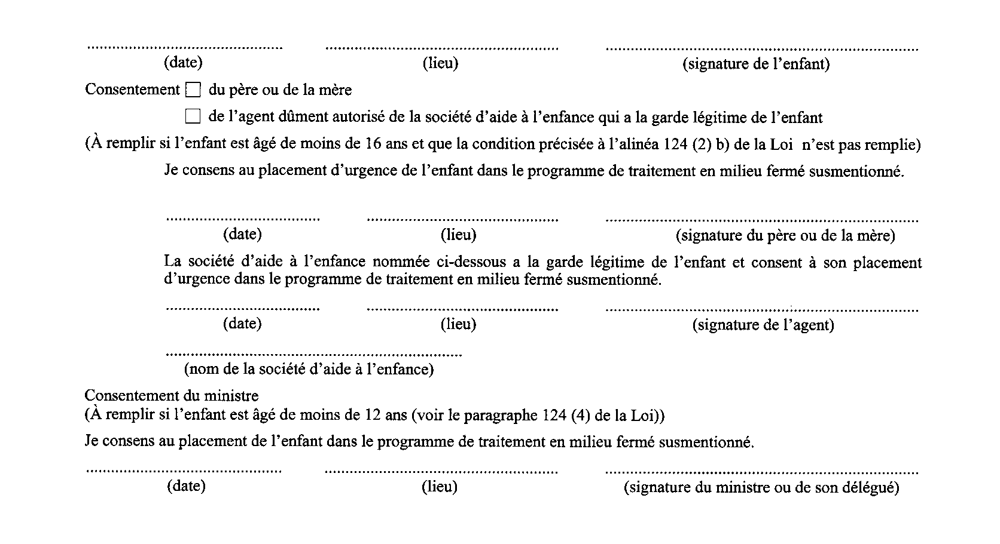 (date) (lieu) (signature de l’enfant)
Consentement ☐ du père ou de la mère
☐ de l’agent dûment autorisé de la société d’aide à l’enfance qui a la garde légitime de l’enfant
(À remplir si l’enfant est âgé de moins de 16 ans et que la condition précisée à l’alinéa 124 (2) b) de la Loi n’est pas remplie)
Je consens au placement d’urgence de l’enfant dans le programme de traitement en milieu fermé susmentionné.
(date) (lieu) (signature du père ou de la mère)
La société d’aide à l’enfance nommée ci-dessous a la garde légitime de l’enfant et consent à son placement
d’urgence dans le programme de traitement en milieu fermé susmentionné.
(date) (lieu) (signature de l’agent)
(nom de la société d’aide à l’enfance)
Consentement du ministre
(À remplir si l’enfant est âgé de moins de 12 ans (voir le paragraphe 124 (4) de la Loi))
Je consens au placement de l’enfant dans le programme de traitement en milieu fermé susmentionné.
(date) (lieu) (signature du ministre ou de son délégué)